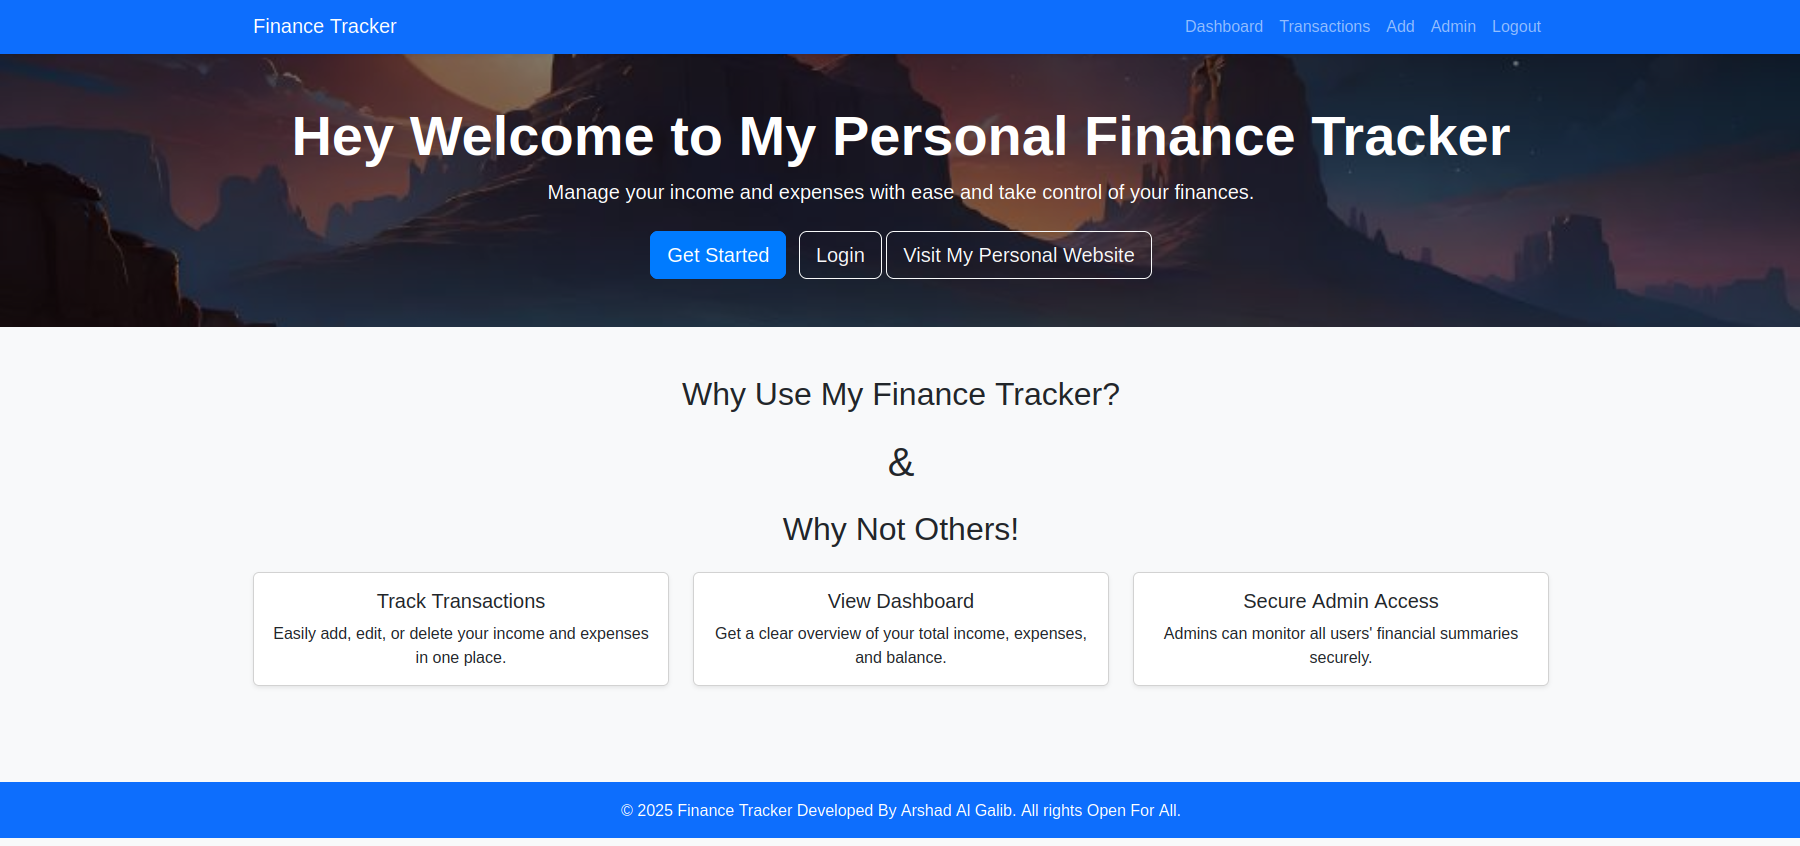 Finance Tracker
Dashboard Transactions Add Admin Logout
Hey Welcome to My Personal Finance Tracker
Manage your income and expenses with ease and take control of your finances.
Get Started Login Visit My Personal Website
Why Use My Finance Tracker?
&
Why Not Others!
Track Transactions
Easily add, edit, or delete your income and expenses
in one place.
View Dashboard
Get a clear overview of your total income, expenses,
and balance.
Secure Admin Access
Admins can monitor all users' financial summaries
securely.
© 2025 Finance Tracker Developed By Arshad Al Galib. All rights Open For All.